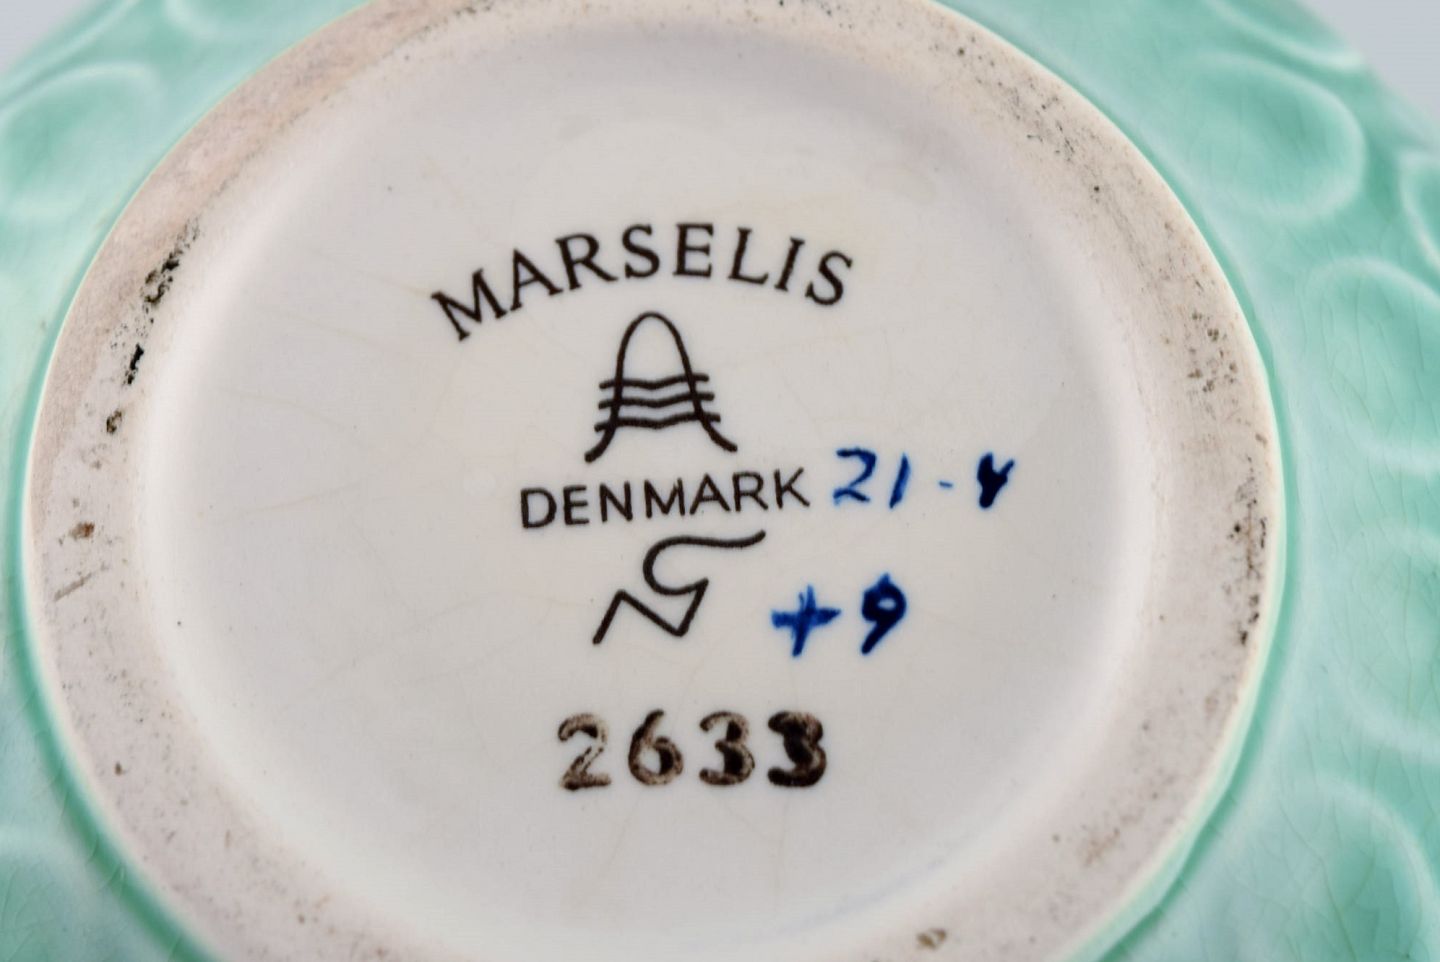 MARSELIS
DENMARK 21-4
+9
2633